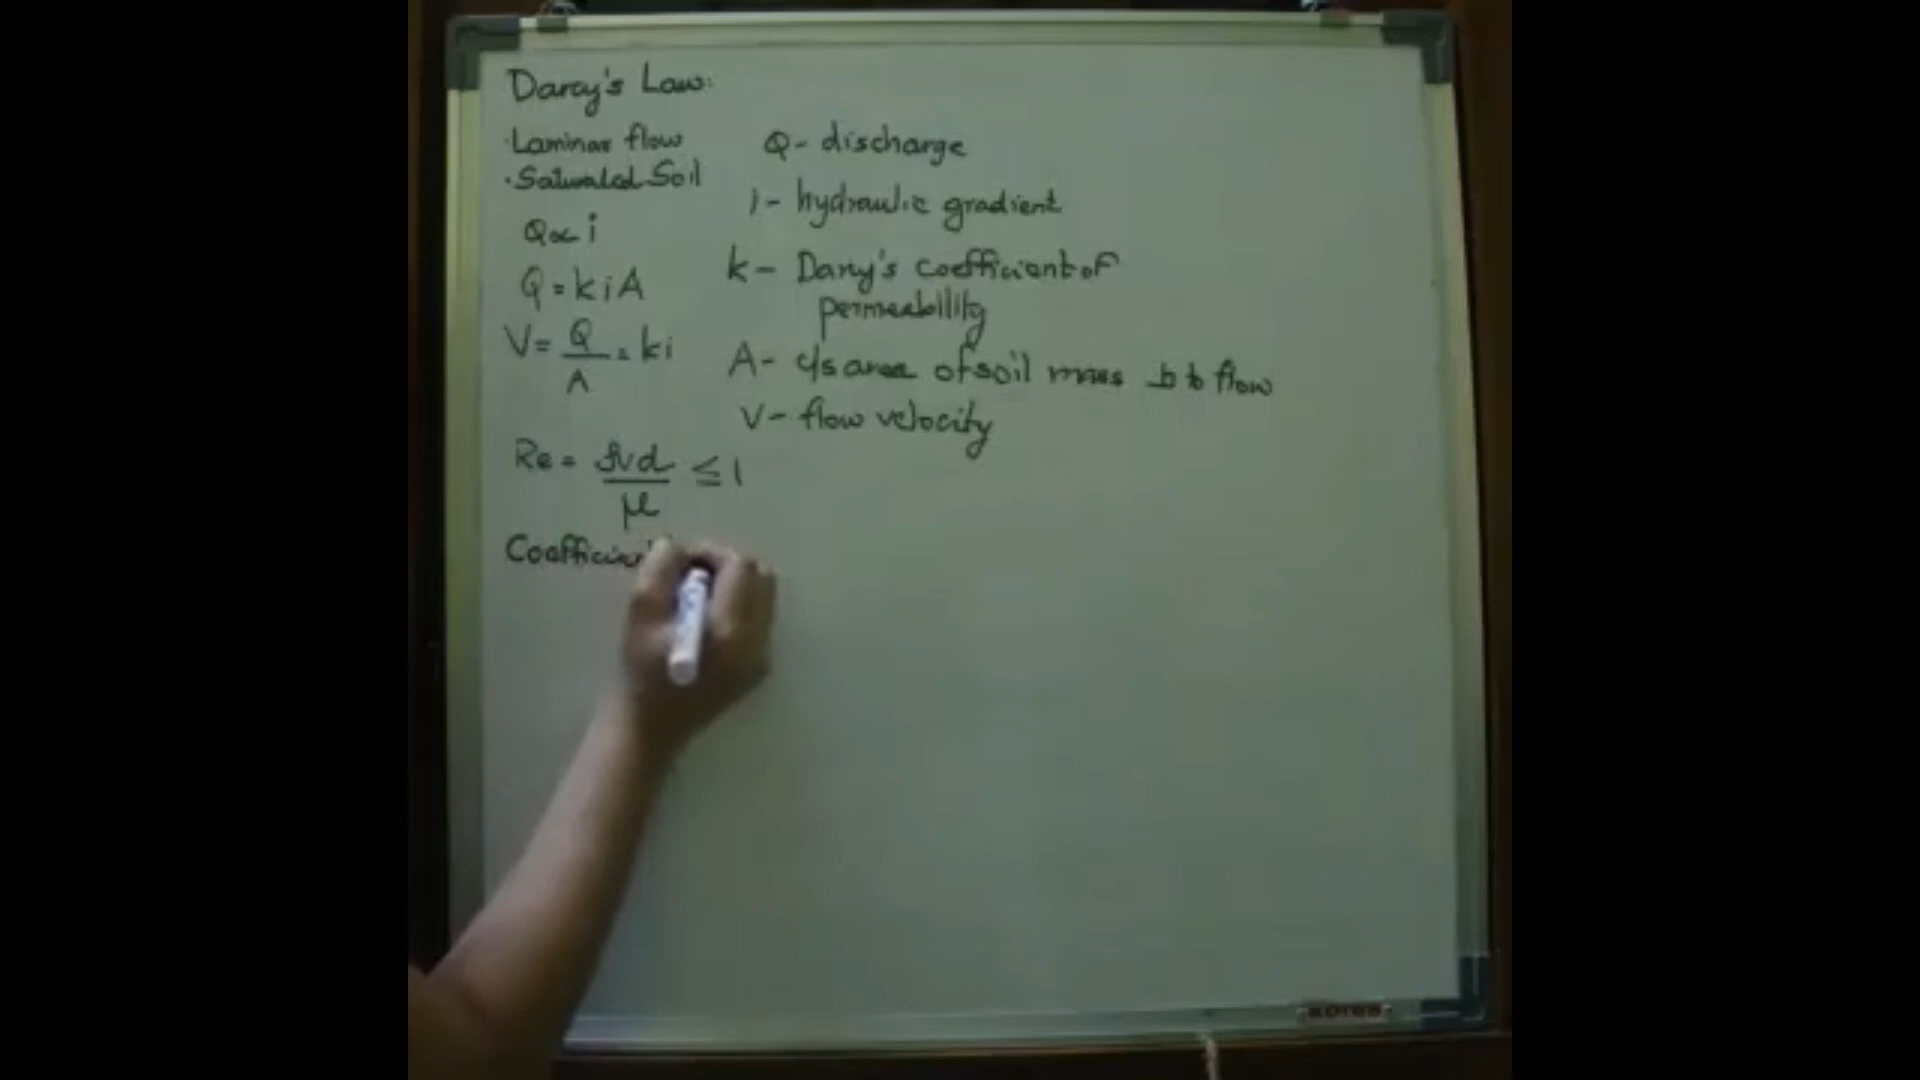 Darcy's Law:
·Laminar flow
·Saturated Soil
Q∝ i
Q = k i A
V = Q/A = ki
Re = ρvd/μ ≤ 1
Coefficient
Q- discharge
i- hydraulic gradient
k- Darcy's coefficient of
permeability
A- c/s area of soil mass ⊥ to flow
V- flow velocity